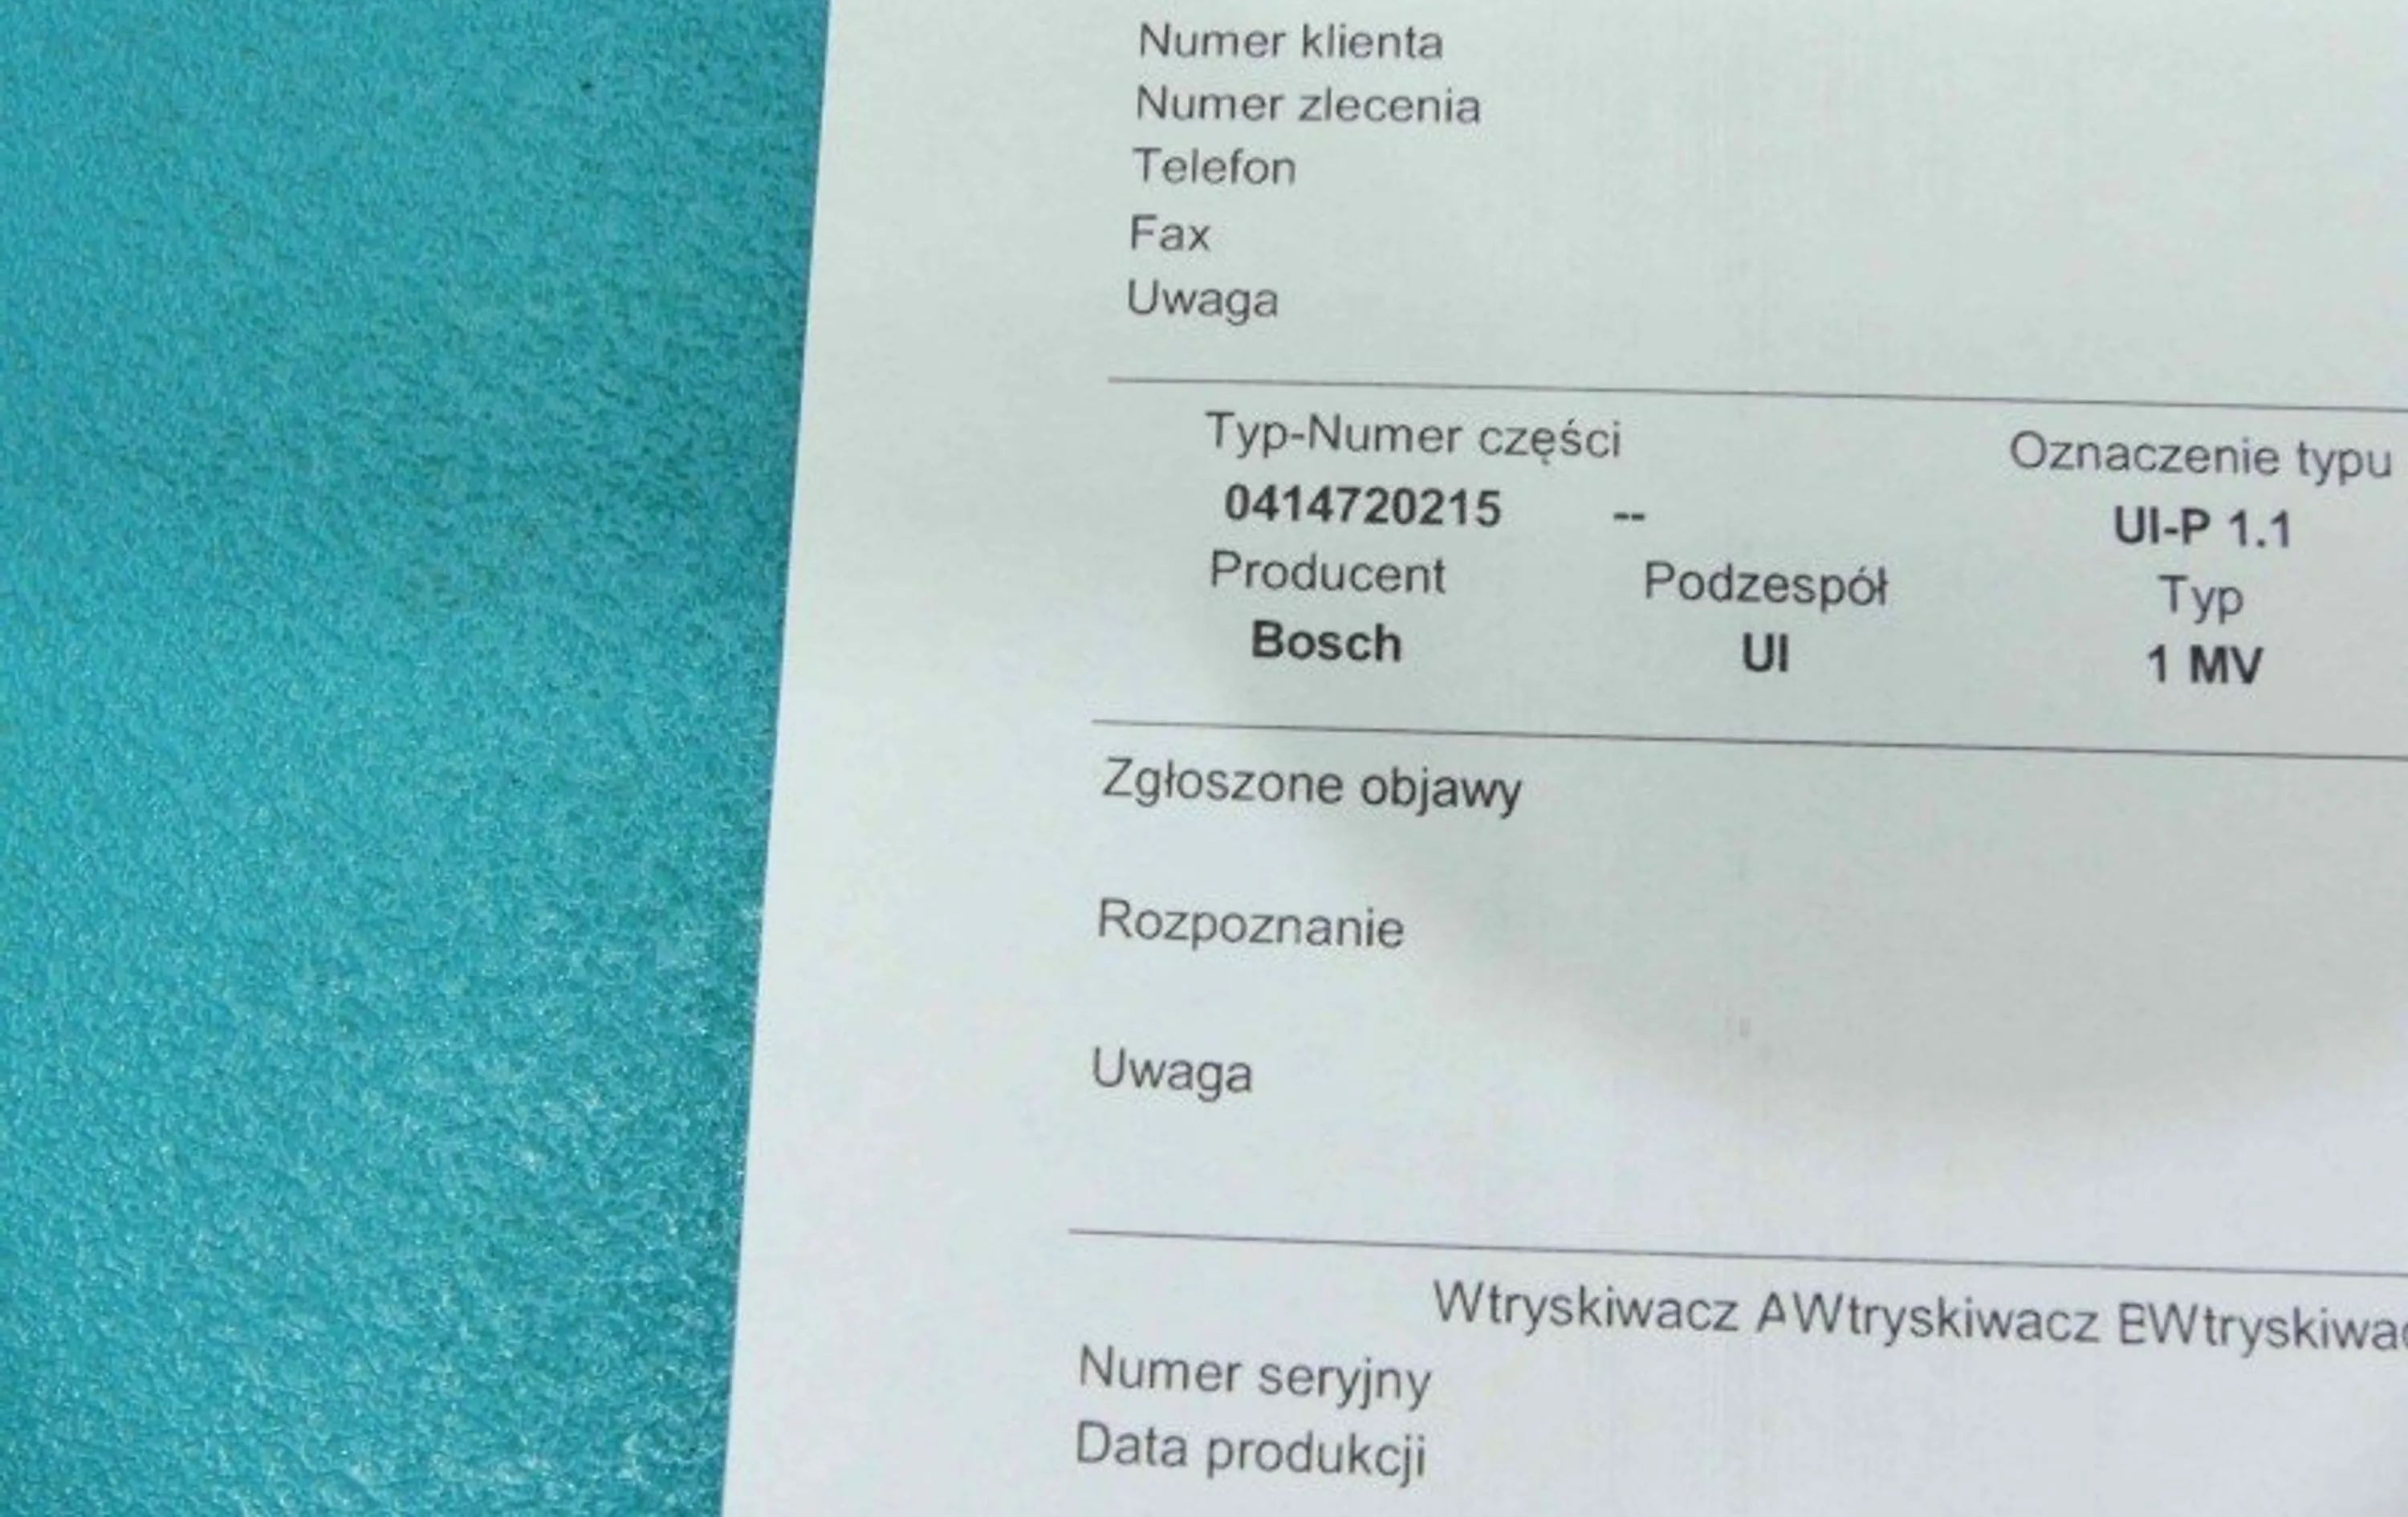 Numer klienta
Numer zlecenia
Telefon
Fax
Uwaga
Typ-Numer części Oznaczenie typu
0414720215 -- UI-P 1.1
Producent Podzespół Typ
Bosch UI 1 MV
Zgłoszone objawy
Rozpoznanie
Uwaga
Wtryskiwacz AWtryskiwacz EWtryskiwac
Numer seryjny
Data produkcji